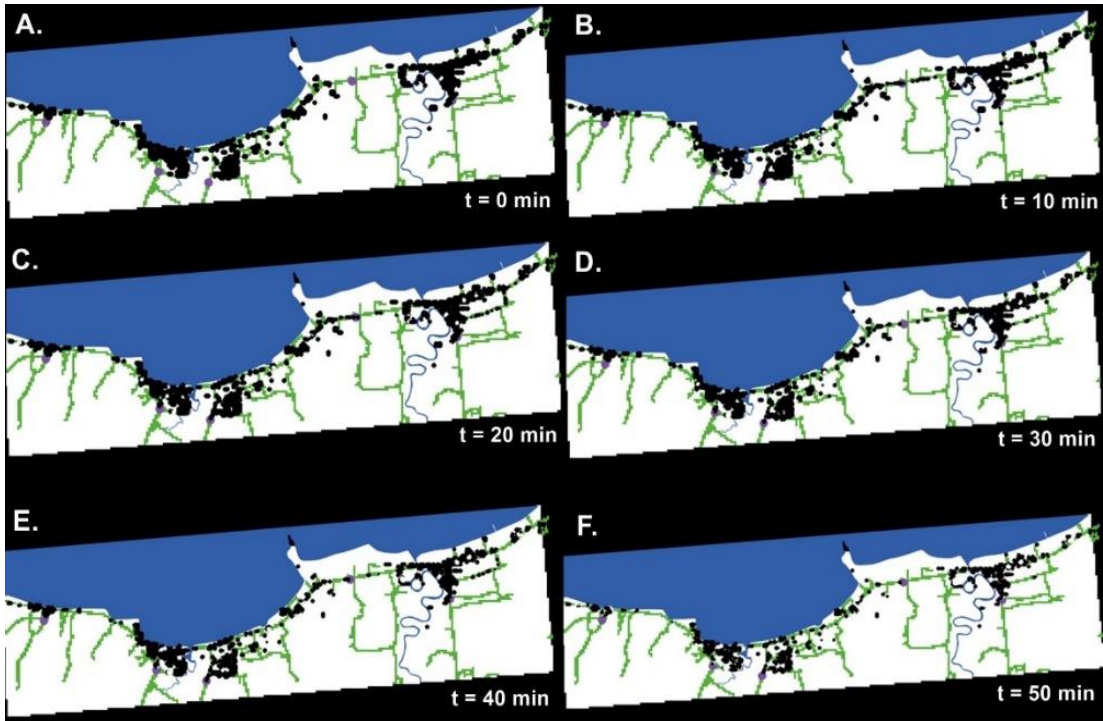 A.
t = 0 min
B.
t = 10 min
C.
t = 20 min
D.
t = 30 min
E.
t = 40 min
F.
t = 50 min